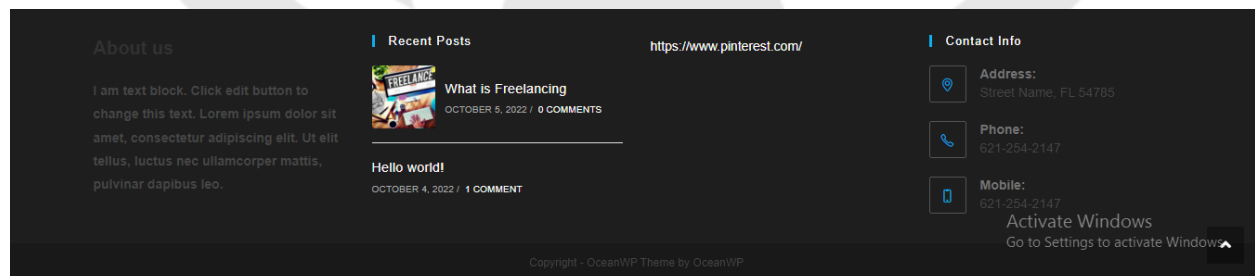 About us
I am text block. Click edit button to
change this text. Lorem ipsum dolor sit
amet, consectetur adipiscing elit. Ut elit
tellus, luctus nec ullamcorper mattis,
pulvinar dapibus leo.
Recent Posts
FREELANCE
What is Freelancing
OCTOBER 5, 2022 / 0 COMMENTS
Hello world!
OCTOBER 4, 2022 / 1 COMMENT
https://www.pinterest.com/
Contact Info
Address:
Street Name, FL 54785
Phone:
621-254-2147
Mobile:
621-254-2147
Activate Windows
Go to Settings to activate Windows.
Copyright - OceanWP Theme by OceanWP